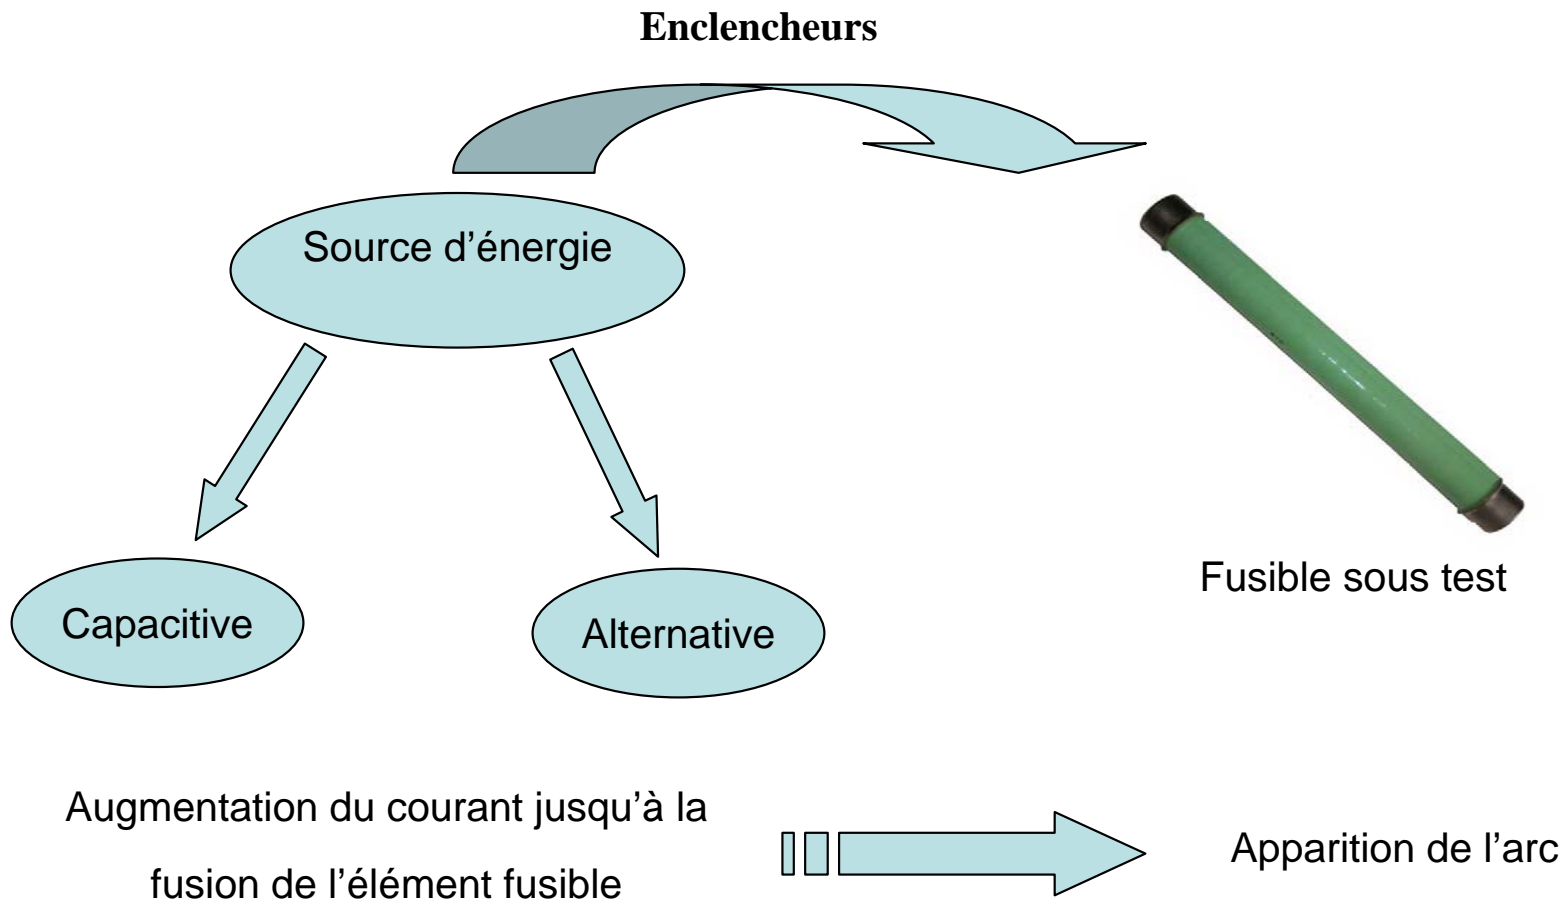 Enclencheurs
Source d’énergie
Fusible sous test
Capacitive
Alternative
Augmentation du courant jusqu’à la
fusion de l’élément fusible
Apparition de l’arc